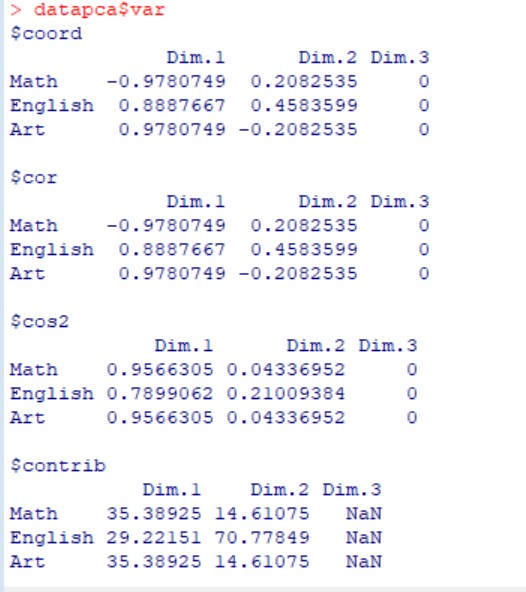 > datapca$var
$coord
Dim.1 Dim.2 Dim.3
Math -0.9780749 0.2082535 0
English 0.8887667 0.4583599 0
Art 0.9780749 -0.2082535 0
$cor
Dim.1 Dim.2 Dim.3
Math -0.9780749 0.2082535 0
English 0.8887667 0.4583599 0
Art 0.9780749 -0.2082535 0
$cos2
Dim.1 Dim.2 Dim.3
Math 0.9566305 0.04336952 0
English 0.7899062 0.21009384 0
Art 0.9566305 0.04336952 0
$contrib
Dim.1 Dim.2 Dim.3
Math 35.38925 14.61075 NaN
English 29.22151 70.77849 NaN
Art 35.38925 14.61075 NaN